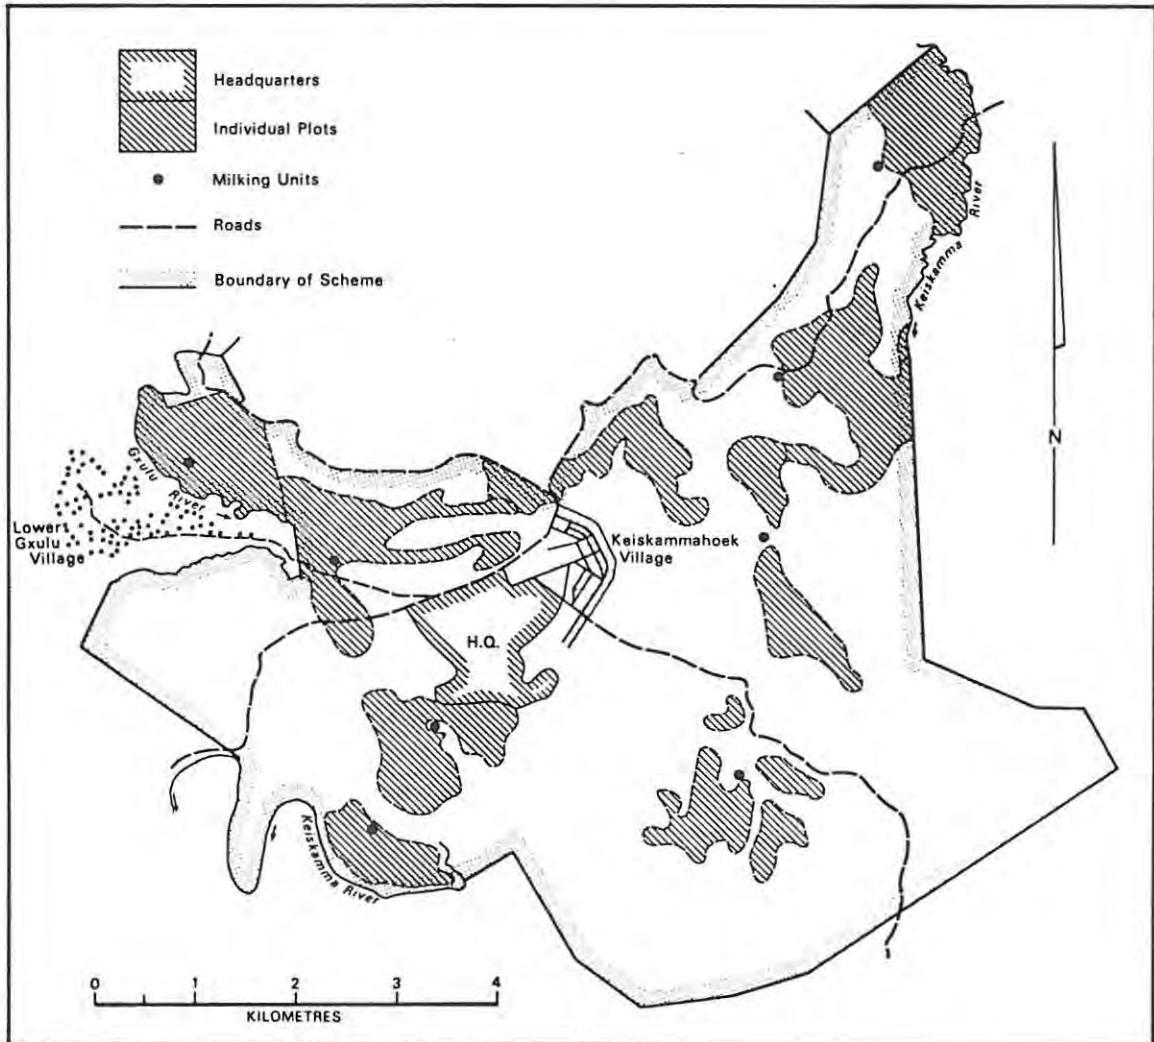 Headquarters
Individual Plots
Milking Units
Roads
Boundary of Scheme
Keiskamma River
N
Gxulu River
Lower
Gxulu
Village
Keiskammahoek
Village
H.Q.
Keiskamma River
0 1 2 3 4
KILOMETRES